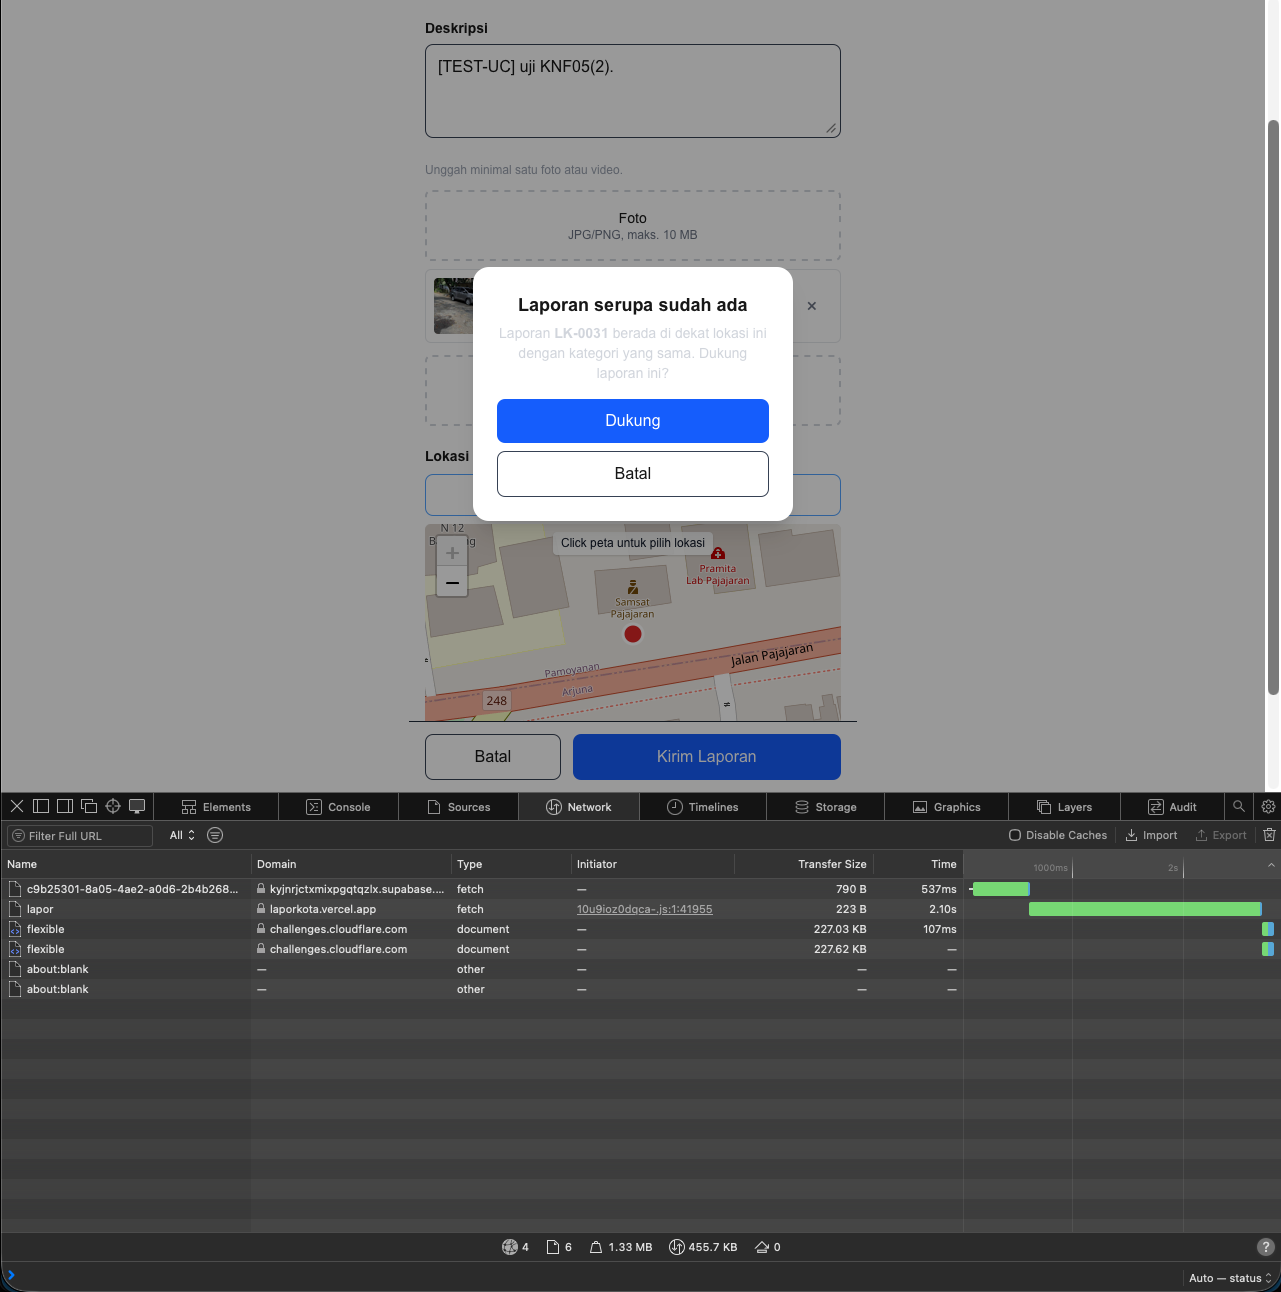 Deskripsi
[TEST-UC] uji KNF05(2).
Unggah minimal satu foto atau video.
Foto
JPG/PNG, maks. 10 MB
×
Laporan serupa sudah ada
Laporan LK-0031 berada di dekat lokasi ini
dengan kategori yang sama. Dukung
laporan ini?
Dukung
Batal
Lokasi
N 12
+
−
Click peta untuk pilih lokasi
Pramita
Lab Pajajaran
Samsat
Pajajaran
Jalan Pajajaran
Pamoyanan
Arjuna
248
Batal
Kirim Laporan
Elements
Console
Sources
Network
Timelines
Storage
Graphics
Layers
Audit
Filter Full URL
All
Disable Caches
Import
Export
Name Domain Type Initiator Transfer Size Time 1000ms 2s
c9b25301-8a05-4ae2-a0d6-2b4b268... kyjnrjctxmixpgqtqzlx.supabase.... fetch — 790 B 537ms
lapor laporkota.vercel.app fetch 10u9ioz0dqca-.js:1:41955 223 B 2.10s
flexible challenges.cloudflare.com document — 227.03 KB 107ms
flexible challenges.cloudflare.com document — 227.62 KB —
about:blank — other — — —
about:blank — other — — —
4 6 1.33 MB 455.7 KB 0
?
Auto — status